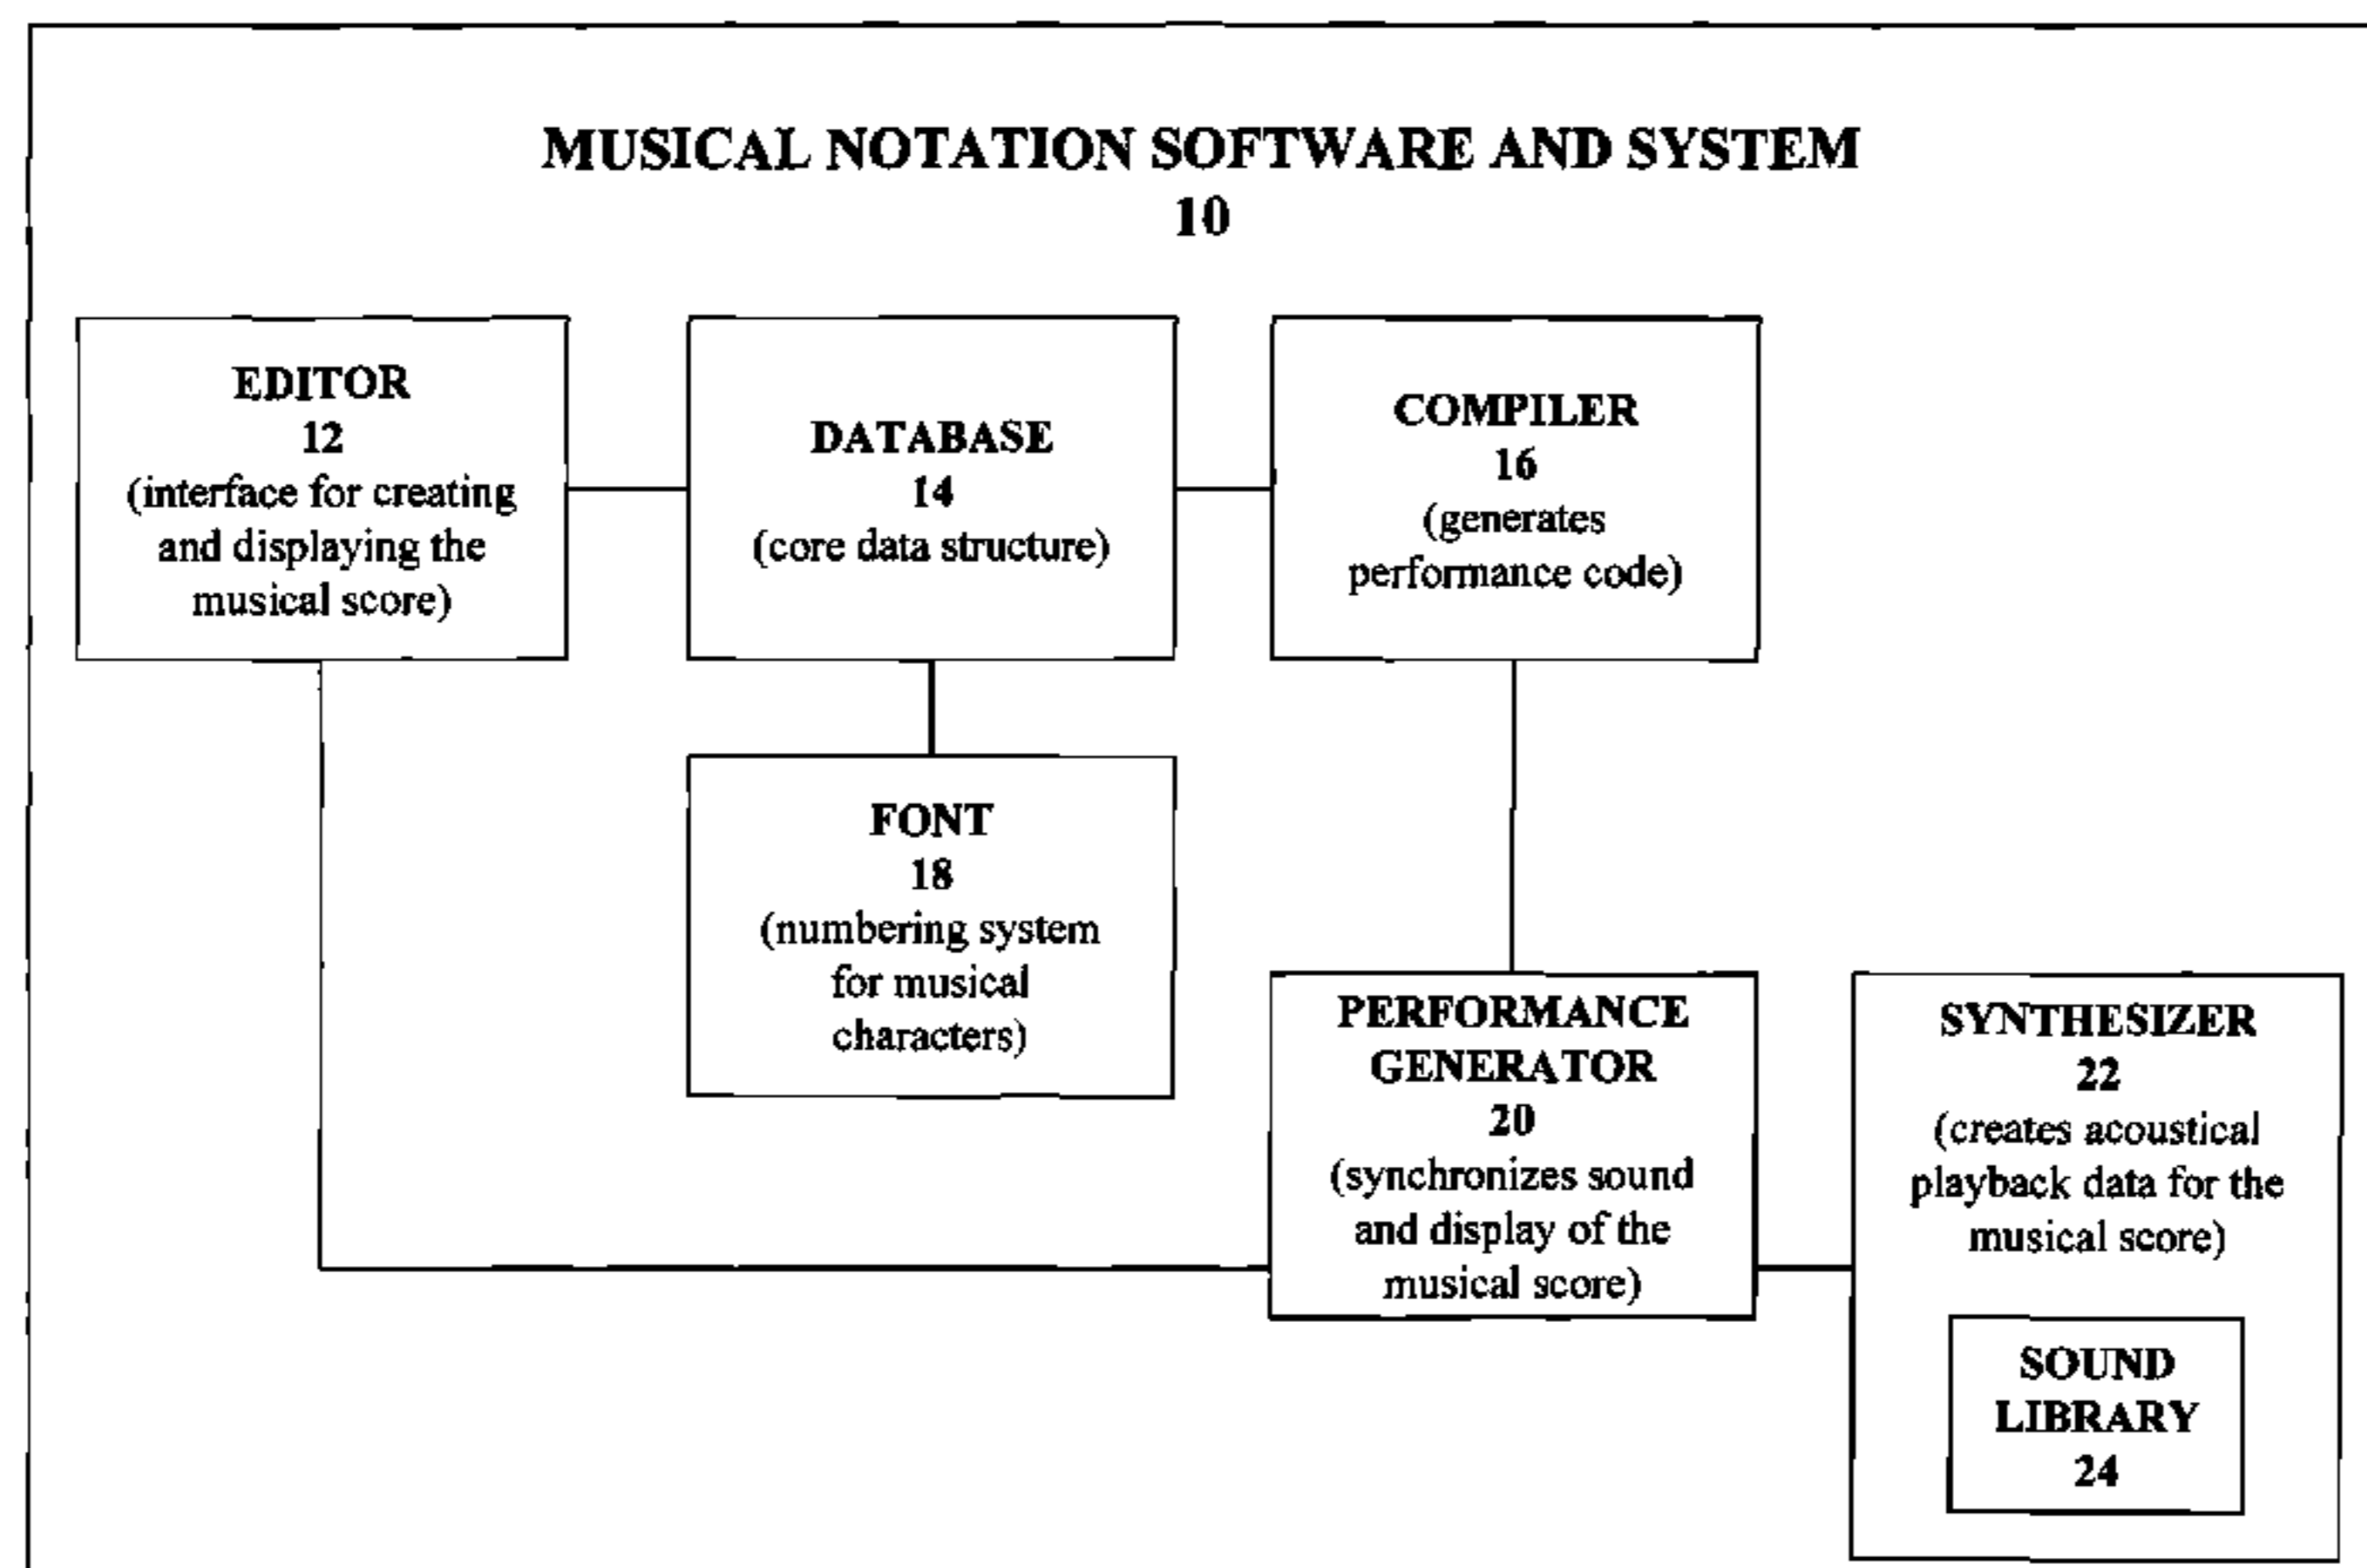 MUSICAL NOTATION SOFTWARE AND SYSTEM
10
EDITOR
12
(interface for creating
and displaying the
musical score)
DATABASE
14
(core data structure)
COMPILER
16
(generates
performance code)
FONT
18
(numbering system
for musical
characters)
PERFORMANCE
GENERATOR
20
(synchronizes sound
and display of the
musical score)
SYNTHESIZER
22
(creates acoustical
playback data for the
musical score)
SOUND
LIBRARY
24